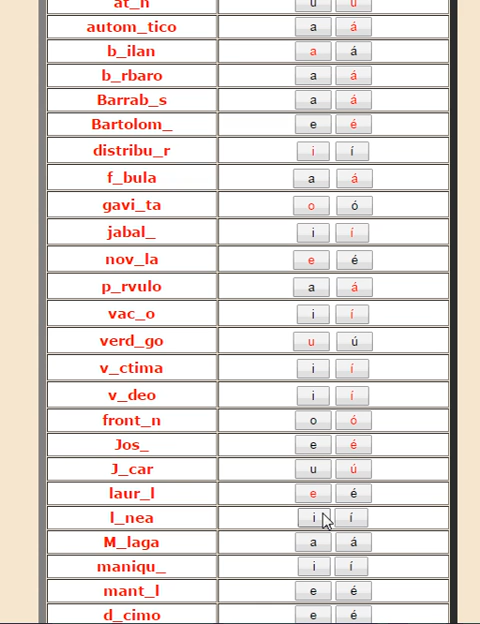 at_n u ú
autom_tico a á
b_ilan a á
b_rbaro a á
Barrab_s a á
Bartolom_ e é
distribu_r i í
f_bula a á
gavi_ta o ó
jabal_ i í
nov_la e é
p_rvulo a á
vac_o i í
verd_go u ú
v_ctima i í
v_deo i í
front_n o ó
Jos_ e é
J_car u ú
laur_l e é
l_nea i í
M_laga a á
maniqu_ i í
mant_l e é
d_cimo e é